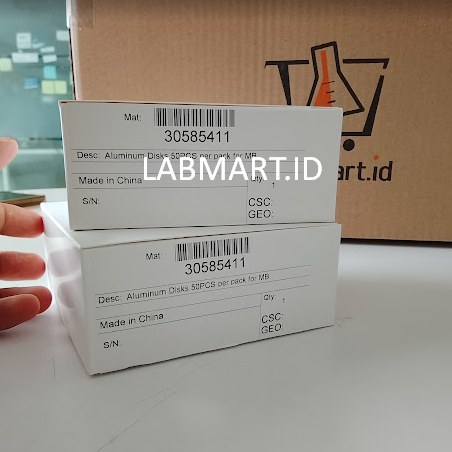 Mat:
30585411
Desc: Aluminum Disks 50PCS per pack for MB
Made in China
Qty: 1
S/N:
CSC:
GEO:
LABMART.ID
art.id
Mat:
30585411
Desc: Aluminum Disks 50PCS per pack for MB
Made in China
Qty: 1
S/N:
CSC:
GEO: